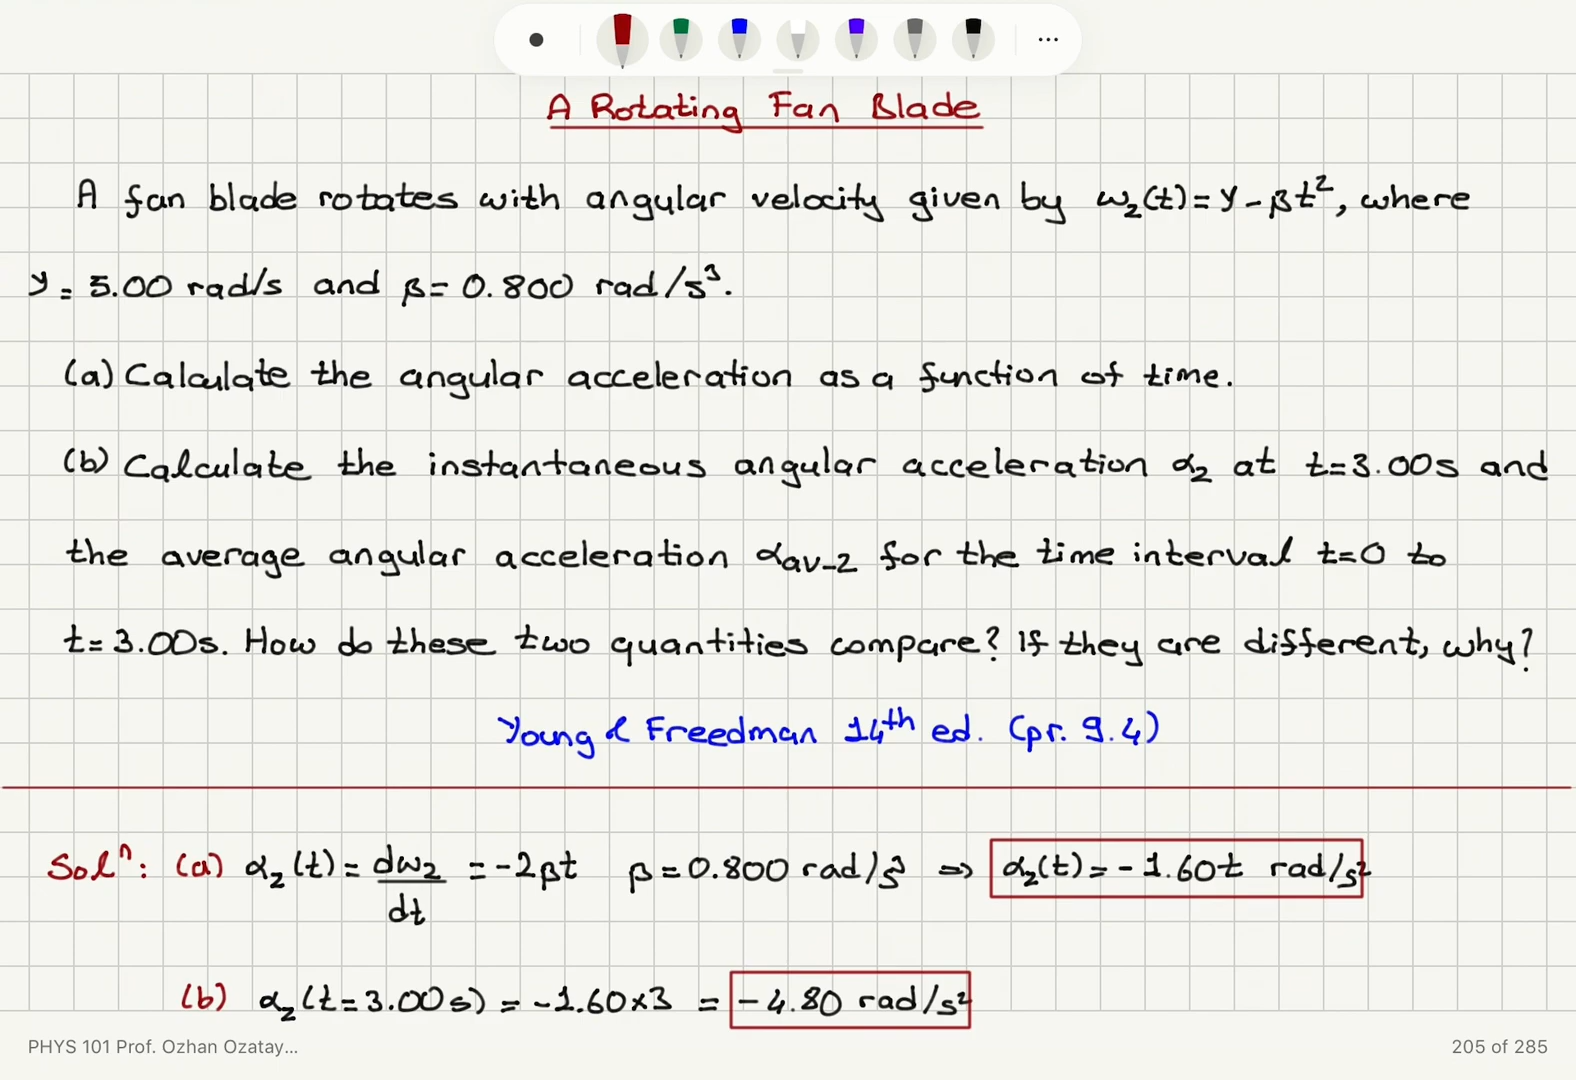 A Rotating Fan Blade
A fan blade rotates with angular velocity given by ω_z(t) = γ - βt², where
γ = 5.00 rad/s and β = 0.800 rad/s³.
(a) Calculate the angular acceleration as a function of time.
(b) Calculate the instantaneous angular acceleration α_z at t=3.00s and
the average angular acceleration α_av-z for the time interval t=0 to
t=3.00s. How do these two quantities compare? If they are different, why?
Young & Freedman 14th ed. (pr. 9.4)
Solⁿ: (a) α_z(t) = dω_z/dt = -2βt β = 0.800 rad/s³ ⇒ α_z(t) = -1.60t rad/s²
(b) α_z(t=3.00s) = -1.60×3 = -4.80 rad/s²
PHYS 101 Prof. Ozhan Ozatay...
205 of 285